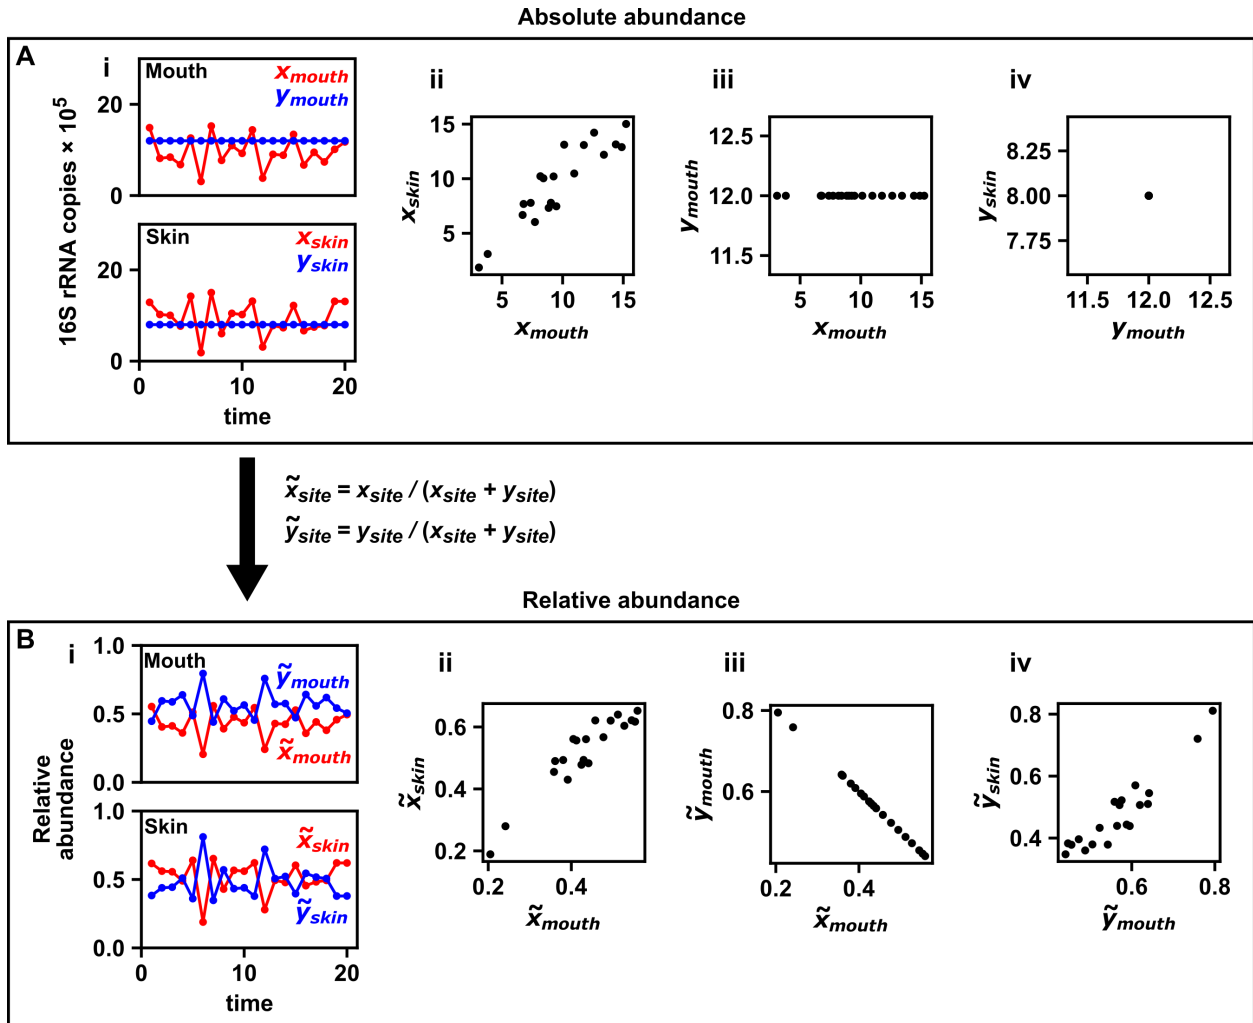 Absolute abundance
A
i
Mouth
x_mouth
y_mouth
20
0
16S rRNA copies × 10⁵
Skin
x_skin
y_skin
20
0
0 10 20
time
ii
15
10
5
x_skin
5 10 15
x_mouth
iii
12.5
12.0
11.5
y_mouth
5 10 15
x_mouth
iv
8.25
8.00
7.75
y_skin
11.5 12.0 12.5
y_mouth
x̃_site = x_site / (x_site + y_site)
ỹ_site = y_site / (x_site + y_site)
Relative abundance
B
i
1.0
0.5
0.0
Mouth
ỹ_mouth
x̃_mouth
Relative
abundance
1.0
0.5
0.0
Skin
x̃_skin
ỹ_skin
0 10 20
time
ii
0.6
0.4
0.2
x̃_skin
0.2 0.4
x̃_mouth
iii
0.8
0.6
ỹ_mouth
0.2 0.4
x̃_mouth
iv
0.8
0.6
0.4
ỹ_skin
0.6 0.8
ỹ_mouth